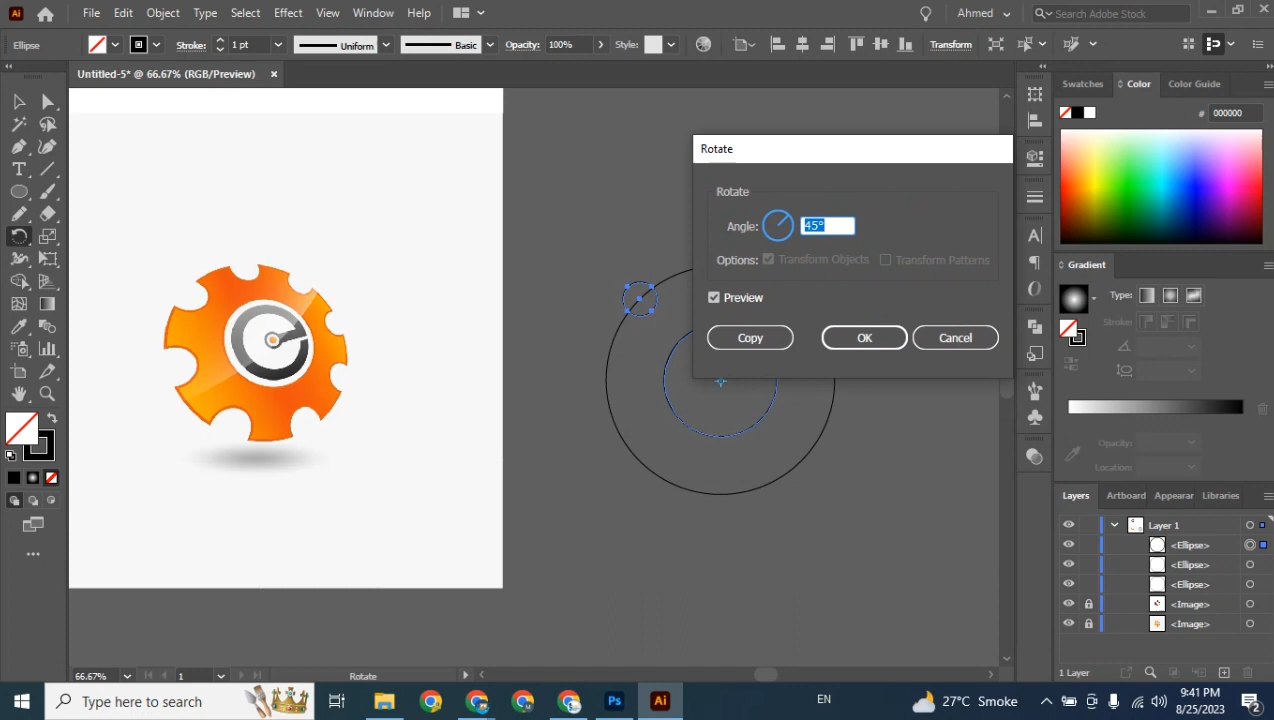 Ai File Edit Object Type Select Effect View Window Help Ahmed Search Adobe Stock
Ellipse Stroke: 1 pt Uniform Basic Opacity: 100% Style: Transform
Untitled-5* @ 66.67% (RGB/Preview) ×
Swatches Color Color Guide
# 000000
Rotate
Rotate
Angle: 45°
Options: Transform Objects Transform Patterns
Preview
Copy OK Cancel
Gradient
Type:
Stroke:
Opacity:
Location:
Layers Artboard Appearar Libraries
Layer 1
<Ellipse>
<Ellipse>
<Ellipse>
<Image>
<Image>
66.67% 1 Rotate 1 Layer
Type here to search Ps Ai EN 27°C Smoke 9:41 PM
8/25/2023 2